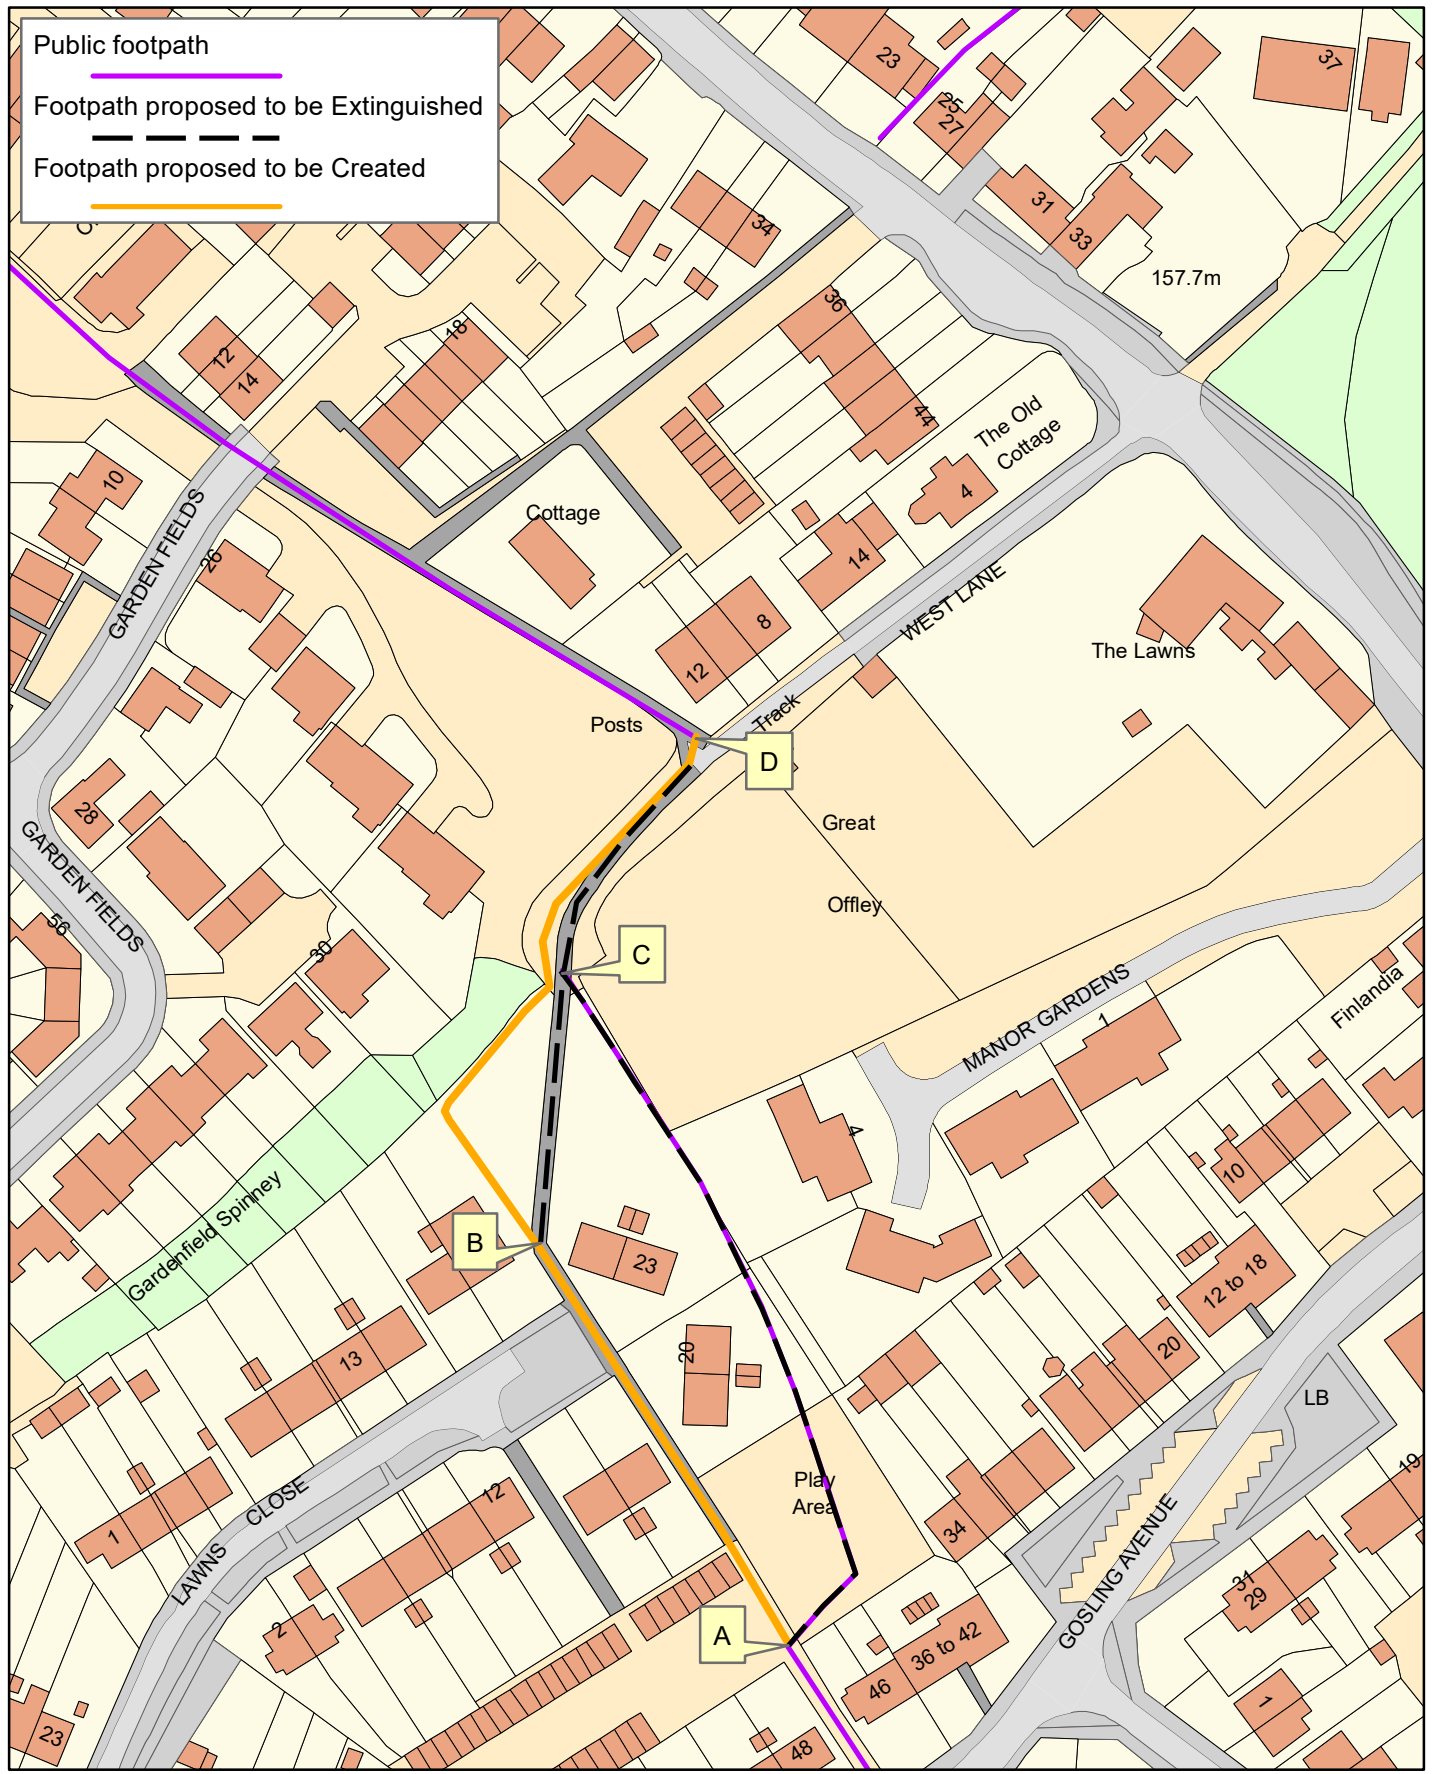 Public footpath
Footpath proposed to be Extinguished
Footpath proposed to be Created
23
25
27
37
31
33
34
157.7m
36
44
18
12
14
The Old
Cottage
4
10
Cottage
14
GARDEN FIELDS
26
8
12
WEST LANE
The Lawns
Track
Posts
D
28
Great
GARDEN FIELDS
Offley
56
30
C
MANOR GARDENS
1
Finlandia
4
10
Gardenfield Spinney
B
23
12 to 18
13
20
20
LB
Play
Area
19
12
1
LAWNS CLOSE
34
GOSLING AVENUE
31
29
2
A
36 to 42
46
1
23
48